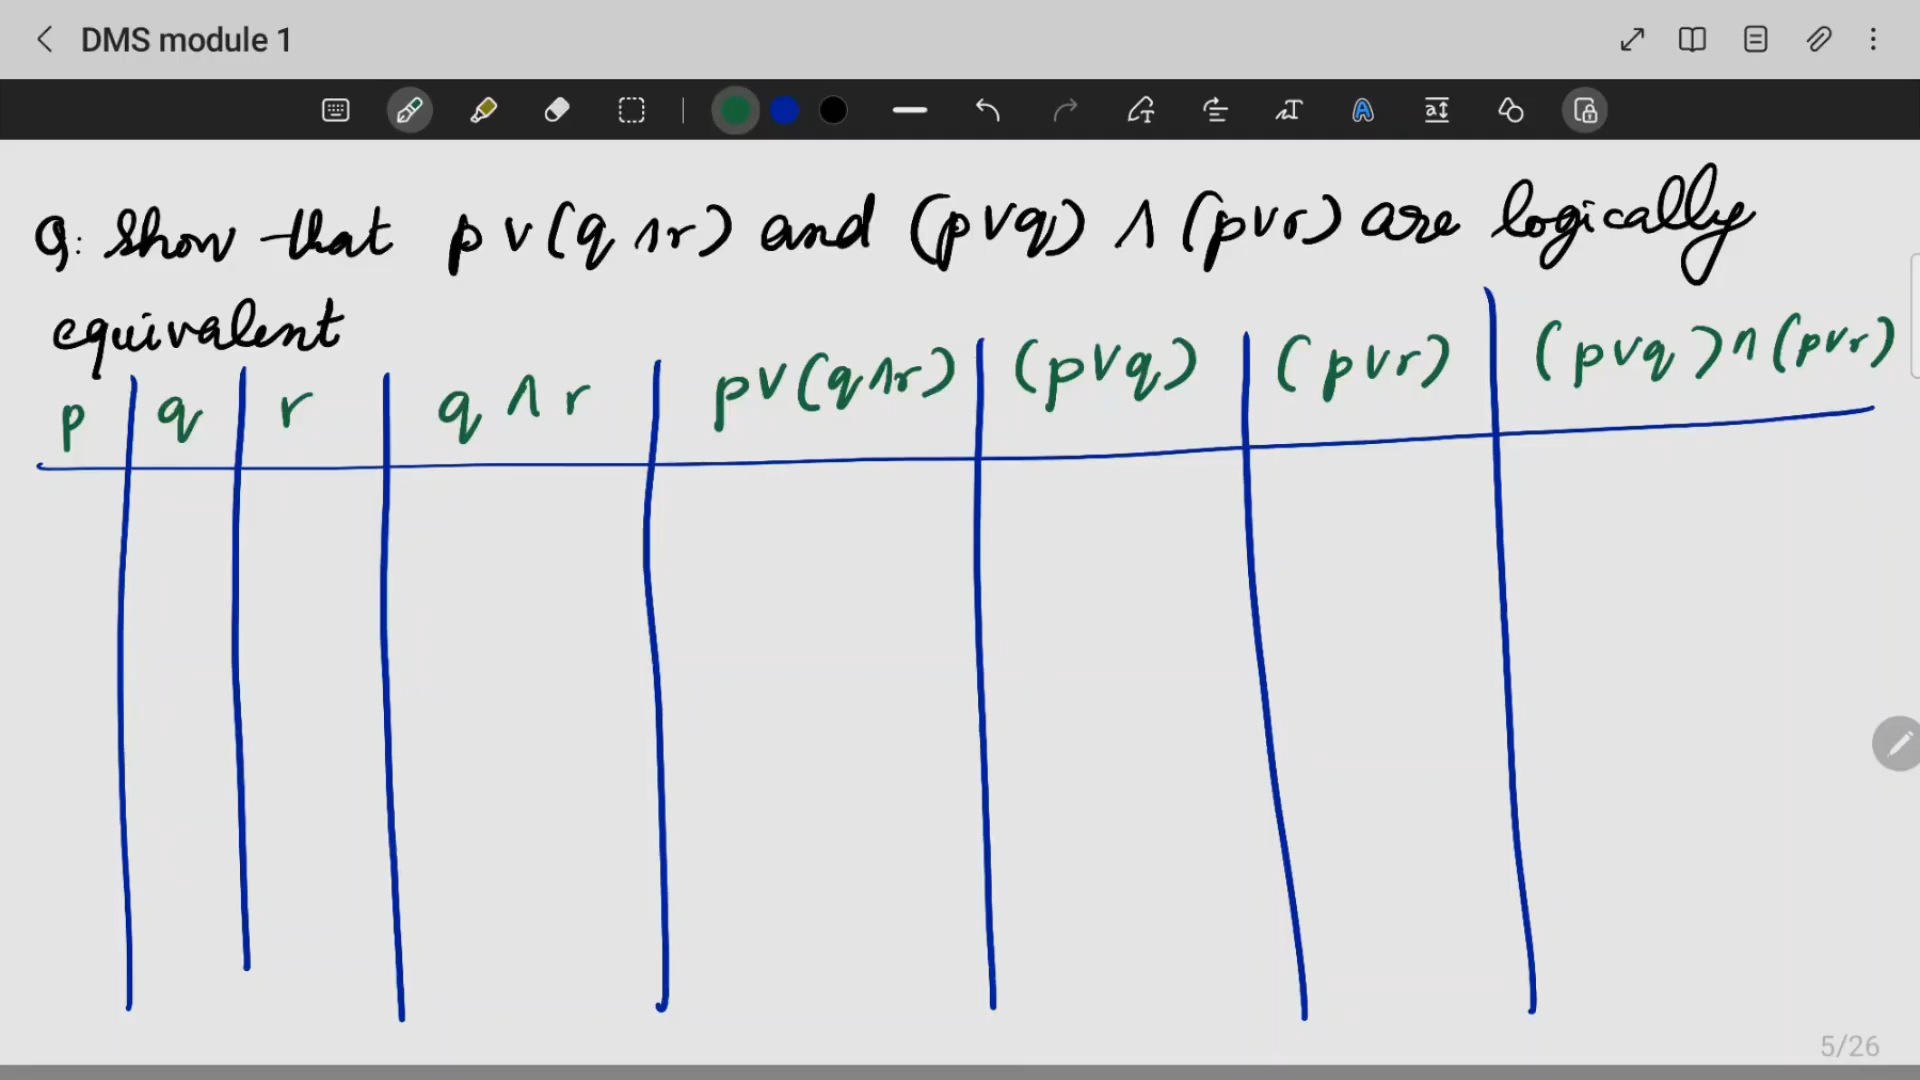 DMS module 1
Q: Show that p ∨ (q ∧ r) and (p ∨ q) ∧ (p ∨ r) are logically
equivalent
p q r q ∧ r p ∨ (q ∧ r) (p ∨ q) (p ∨ r) (p ∨ q) ∧ (p ∨ r)
5/26